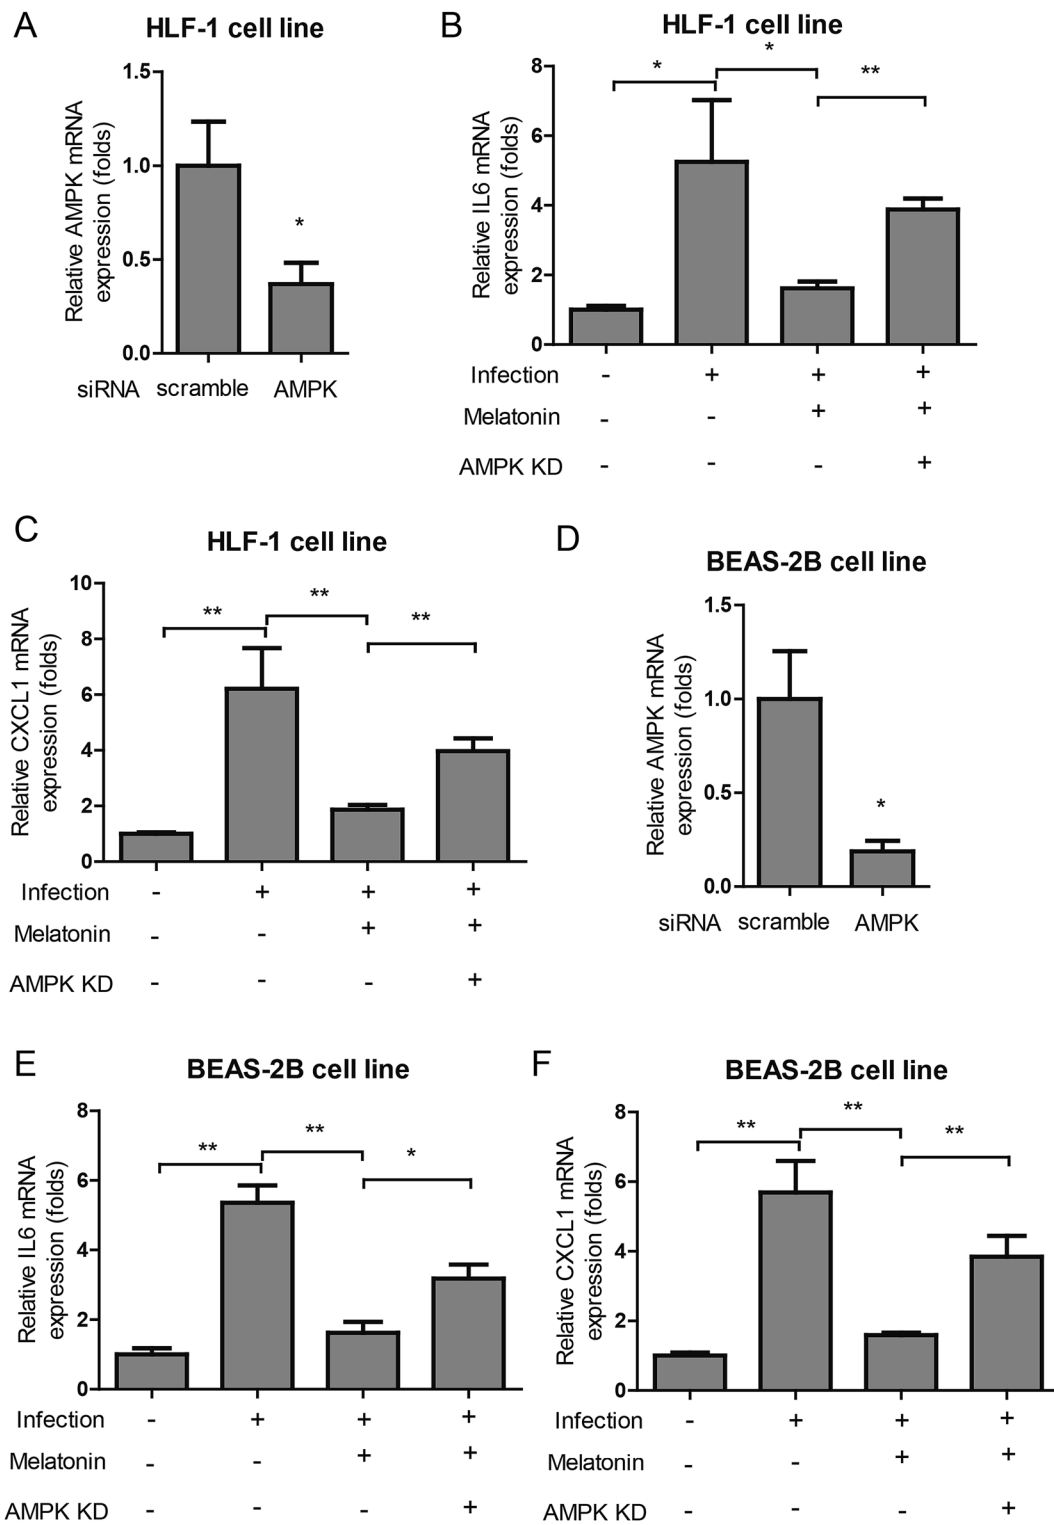 A
HLF-1 cell line
Relative AMPK mRNA
expression (folds)
1.5
1.0
0.5
0.0
*
siRNA scramble AMPK
B
HLF-1 cell line
Relative IL6 mRNA
expression (folds)
8
6
4
2
0
* * **
Infection - + + +
Melatonin - - + +
AMPK KD - - - +
C
HLF-1 cell line
Relative CXCL1 mRNA
expression (folds)
10
8
6
4
2
0
** ** **
Infection - + + +
Melatonin - - + +
AMPK KD - - - +
D
BEAS-2B cell line
Relative AMPK mRNA
expression (folds)
1.5
1.0
0.5
0.0
*
siRNA scramble AMPK
E
BEAS-2B cell line
Relative IL6 mRNA
expression (folds)
8
6
4
2
0
** ** *
Infection - + + +
Melatonin - - + +
AMPK KD - - - +
F
BEAS-2B cell line
Relative CXCL1 mRNA
expression (folds)
8
6
4
2
0
** ** **
Infection - + + +
Melatonin - - + +
AMPK KD - - - +